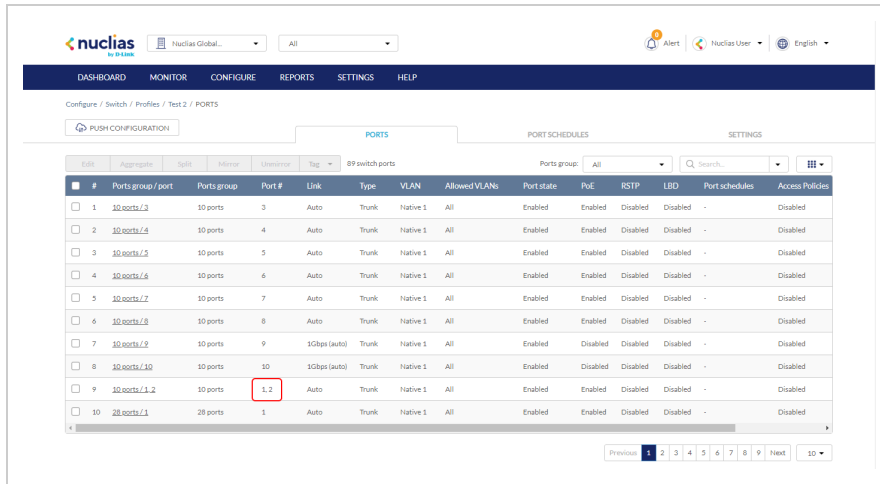 nuclias
by D-Link
Nuclias Global...
All
0
Alert
Nuclias User
English
DASHBOARD MONITOR CONFIGURE REPORTS SETTINGS HELP
Configure / Switch / Profiles / Test 2 / PORTS
PUSH CONFIGURATION
PORTS PORT SCHEDULES SETTINGS
Edit Aggregate Split Mirror Unmirror Tag 89 switch ports Ports group: All Search...
# Ports group / port Ports group Port # Link Type VLAN Allowed VLANs Port state PoE RSTP LBD Port schedules Access Policies
1 10 ports / 3 10 ports 3 Auto Trunk Native 1 All Enabled Enabled Disabled Disabled - Disabled
2 10 ports / 4 10 ports 4 Auto Trunk Native 1 All Enabled Enabled Disabled Disabled - Disabled
3 10 ports / 5 10 ports 5 Auto Trunk Native 1 All Enabled Enabled Disabled Disabled - Disabled
4 10 ports / 6 10 ports 6 Auto Trunk Native 1 All Enabled Enabled Disabled Disabled - Disabled
5 10 ports / 7 10 ports 7 Auto Trunk Native 1 All Enabled Enabled Disabled Disabled - Disabled
6 10 ports / 8 10 ports 8 Auto Trunk Native 1 All Enabled Enabled Disabled Disabled - Disabled
7 10 ports / 9 10 ports 9 1Gbps (auto) Trunk Native 1 All Enabled Disabled Disabled Disabled - Disabled
8 10 ports / 10 10 ports 10 1Gbps (auto) Trunk Native 1 All Enabled Disabled Disabled Disabled - Disabled
9 10 ports / 1, 2 10 ports 1, 2 Auto Trunk Native 1 All Enabled Enabled Disabled Disabled - Disabled
10 28 ports / 1 28 ports 1 Auto Trunk Native 1 All Enabled Enabled Disabled Disabled - Disabled
Previous 1 2 3 4 5 6 7 8 9 Next 10